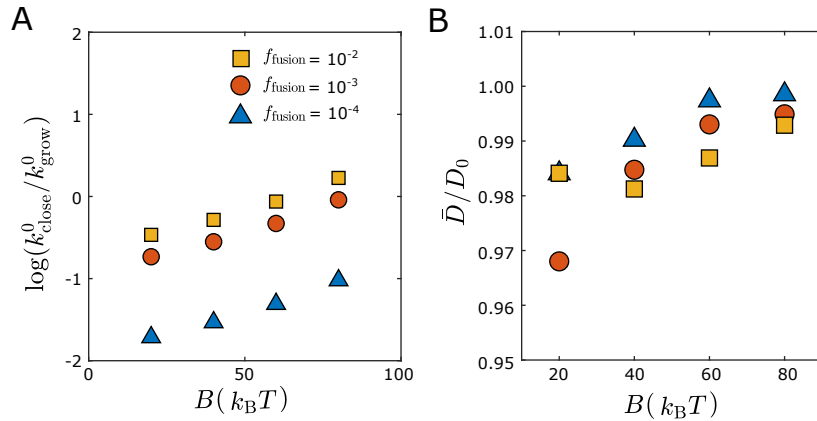 A
2
1
0
-1
-2
0
50
100
log(k⁰close/k⁰grow)
B( kBT)
ffusion = 10⁻²
ffusion = 10⁻³
ffusion = 10⁻⁴
B
1.01
1.00
0.99
0.98
0.97
0.96
0.95
20
40
60
80
D̄/D₀
B( kBT)